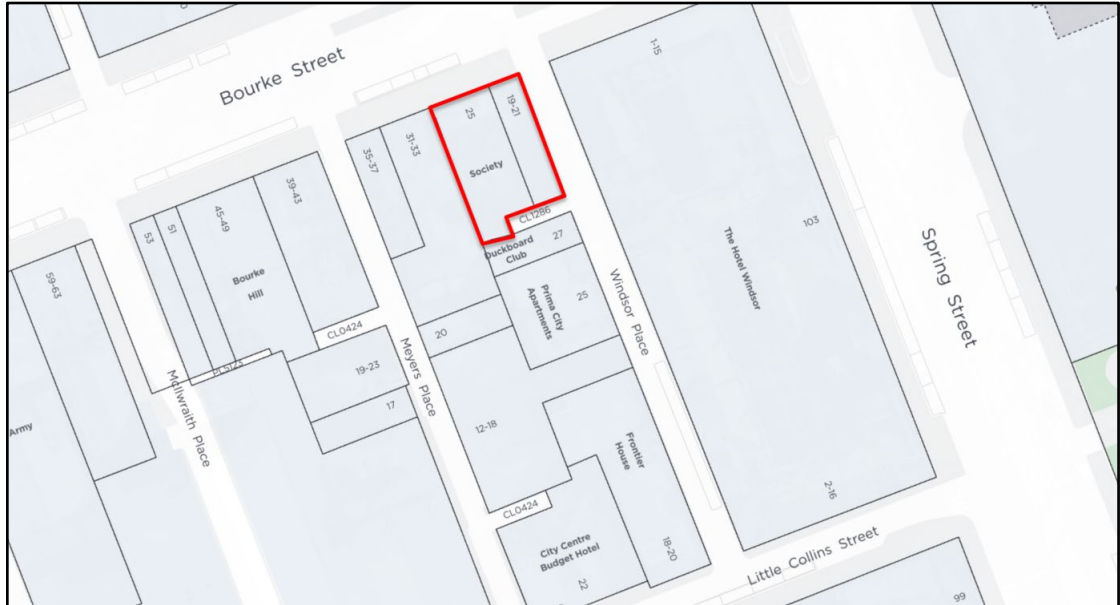 Bourke Street
1-15
19-21
25
Society
31-33
35-37
39-43
45-49
51
53
Bourke
Hill
59-63
CL1286
Duckboard
Club
27
Prima City
Apartments
25
The Hotel Windsor
103
Spring Street
Windsor Place
CL0424
20
Meyers Place
PL5123
19-23
17
McIlwraith Place
Army
12-18
Frontier
House
2-16
CL0424
City Centre
Budget Hotel
22
18-20
Little Collins Street
99